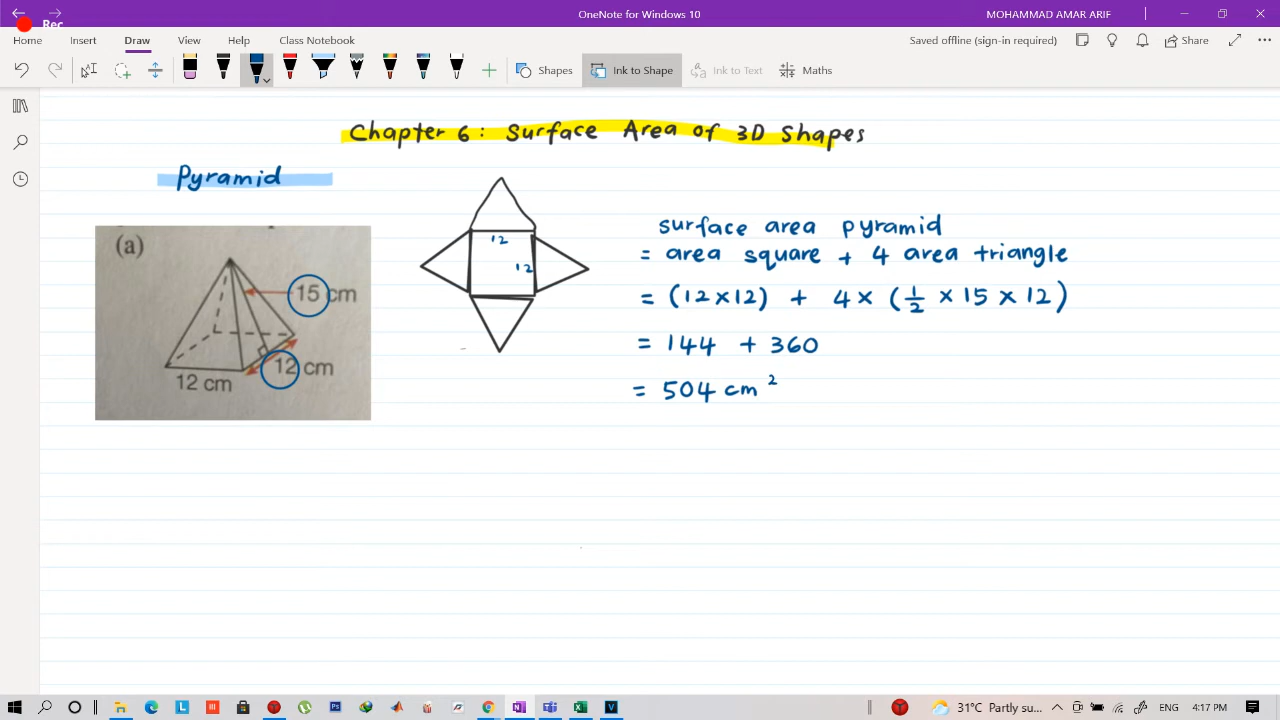 OneNote for Windows 10
MOHAMMAD AMAR ARIF
Rec
Home Insert Draw View Help Class Notebook
Saved offline (sign-in required) Share
Shapes Ink to Shape Ink to Text Maths
Chapter 6: Surface Area of 3D Shapes
Pyramid
(a)
15 cm
12 cm
12 cm
12
12
surface area pyramid
= area square + 4 area triangle
= (12 × 12) + 4 × (½ × 15 × 12)
= 144 + 360
= 504 cm²
31°C Partly su... ENG 4:17PM